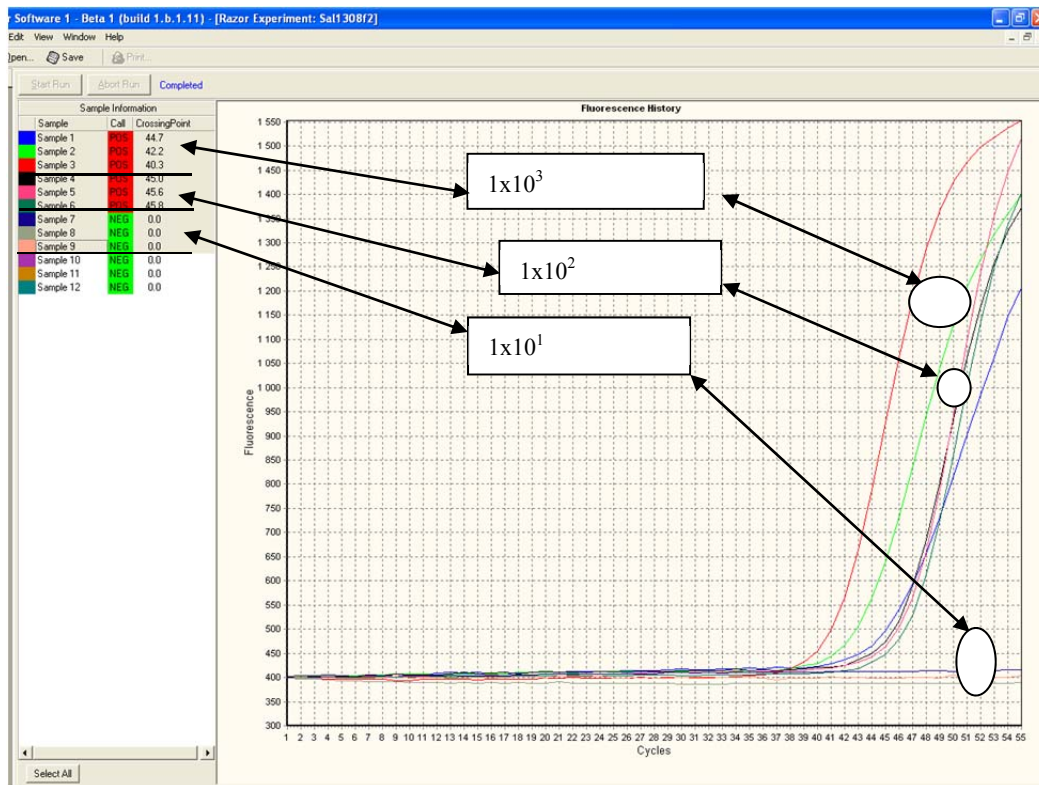 r Software 1 - Beta 1 (build 1.b.1.11) - [Razor Experiment: Sal1308f2]
Edit View Window Help
Open... Save Print...
Start Run Abort Run Completed
Sample Information
Sample Call CrossingPoint
Sample 1 POS 44.7
Sample 2 POS 42.2
Sample 3 POS 40.3
Sample 4 POS 45.0
Sample 5 POS 45.6
Sample 6 POS 45.8
Sample 7 NEG 0.0
Sample 8 NEG 0.0
Sample 9 NEG 0.0
Sample 10 NEG 0.0
Sample 11 NEG 0.0
Sample 12 NEG 0.0
Select All
Fluorescence History
1 550
1 500
1 450
1 400
1 350
1 300
1 250
1 200
1 150
1 100
1 050
1 000
950
900
850
800
750
700
650
600
550
500
450
400
350
300
Fluorescence
1x10³
1x10²
1x10¹
1 2 3 4 5 6 7 8 9 10 11 12 13 14 15 16 17 18 19 20 21 22 23 24 25 26 27 28 29 30 31 32 33 34 35 36 37 38 39 40 41 42 43 44 45 46 47 48 49 50 51 52 53 54 55
Cycles